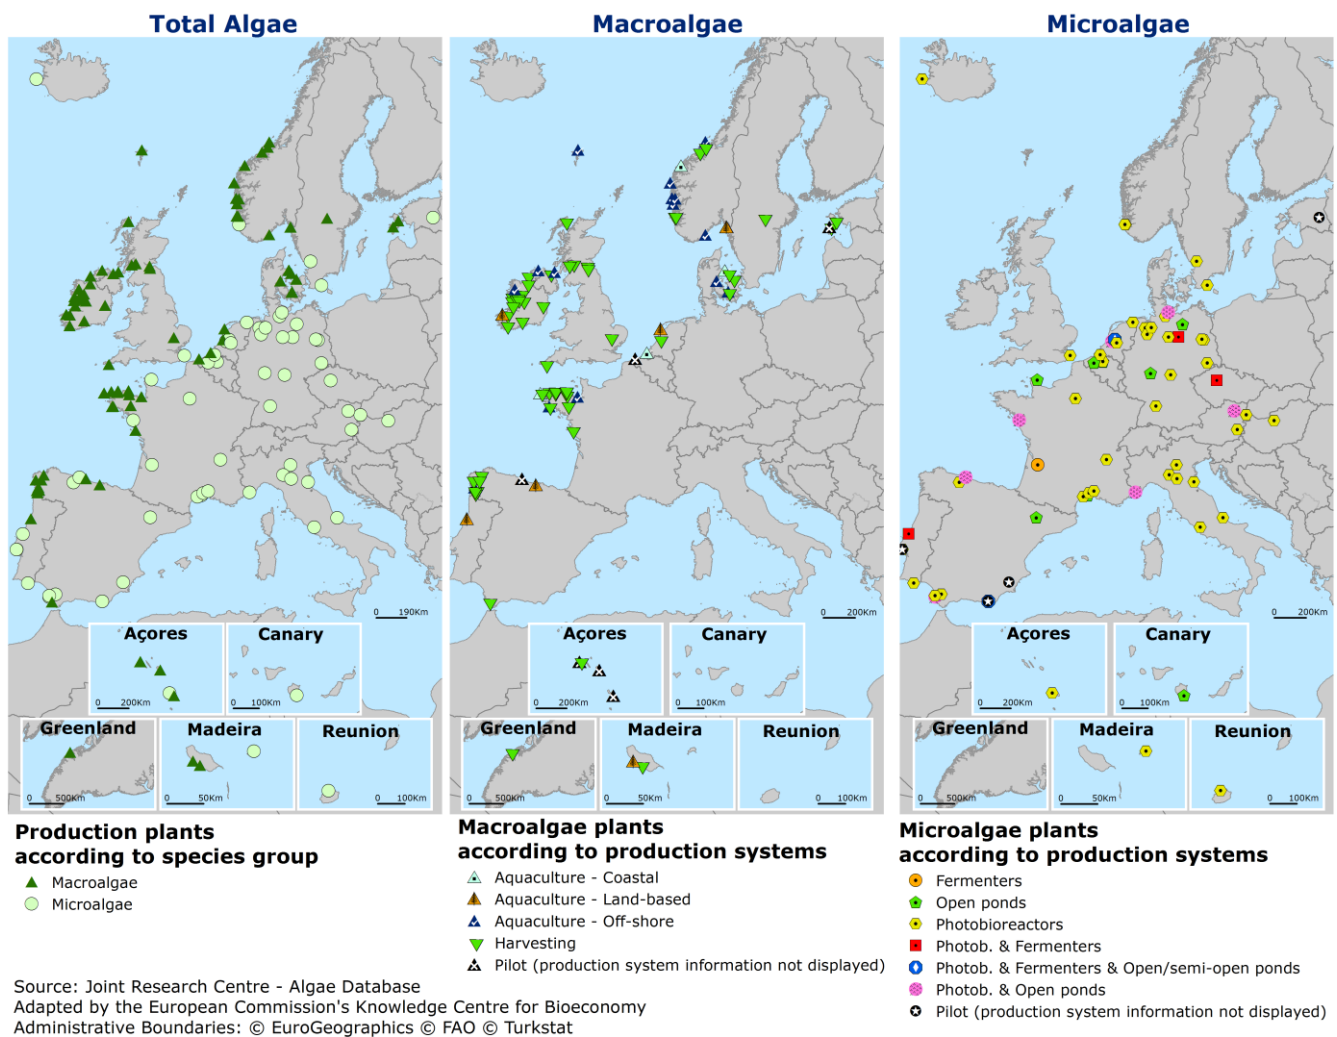 Total Algae
Macroalgae
Microalgae
0 190Km
0 200Km
0 200Km
Açores
0 200Km
Canary
0 100Km
Açores
0 200Km
Canary
0 100Km
Açores
0 200Km
Canary
0 100Km
Greenland
0 500Km
Madeira
0 50Km
Reunion
0 100Km
Greenland
0 500Km
Madeira
0 50Km
Reunion
0 100Km
Greenland
0 500Km
Madeira
0 50Km
Reunion
0 100Km
Production plants
according to species group
Macroalgae
Microalgae
Macroalgae plants
according to production systems
Aquaculture - Coastal
Aquaculture - Land-based
Aquaculture - Off-shore
Harvesting
Pilot (production system information not displayed)
Microalgae plants
according to production systems
Fermenters
Open ponds
Photobioreactors
Photob. & Fermenters
Photob. & Fermenters & Open/semi-open ponds
Photob. & Open ponds
Pilot (production system information not displayed)
Source: Joint Research Centre - Algae Database
Adapted by the European Commission's Knowledge Centre for Bioeconomy
Administrative Boundaries: © EuroGeographics © FAO © Turkstat